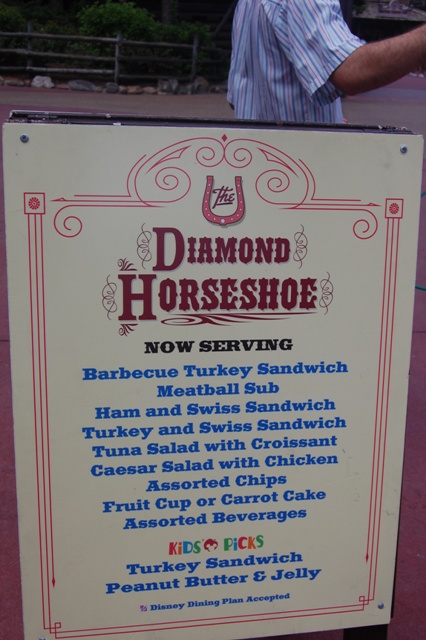 the
DIAMOND
HORSESHOE
NOW SERVING
Barbecue Turkey Sandwich
Meatball Sub
Ham and Swiss Sandwich
Turkey and Swiss Sandwich
Tuna Salad with Croissant
Caesar Salad with Chicken
Assorted Chips
Fruit Cup or Carrot Cake
Assorted Beverages
KiDS' PiCKS
Turkey Sandwich
Peanut Butter & Jelly
Disney Dining Plan Accepted